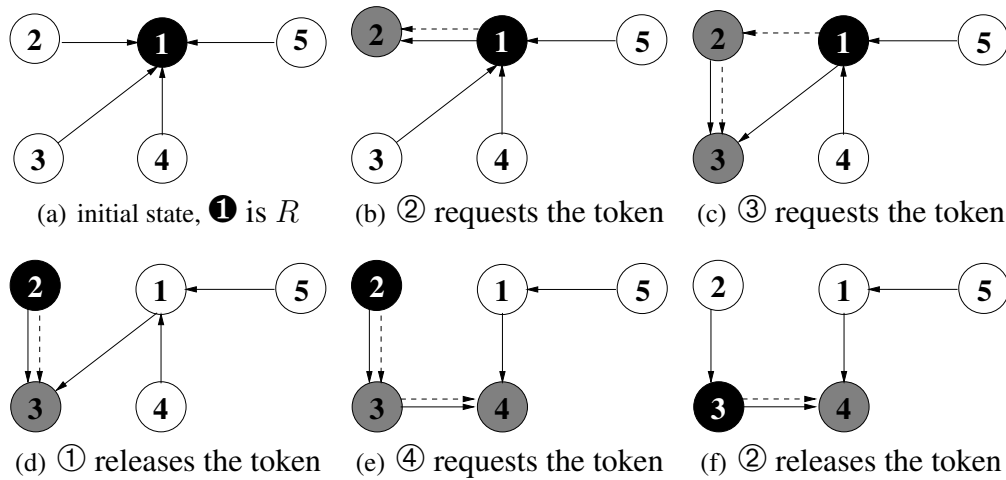 2 1 5
3 4
(a) initial state, ❶ is R
2 1 5
3 4
(b) ② requests the token
2 1 5
3 4
(c) ③ requests the token
2 1 5
3 4
(d) ① releases the token
2 1 5
3 4
(e) ④ requests the token
2 1 5
3 4
(f) ② releases the token